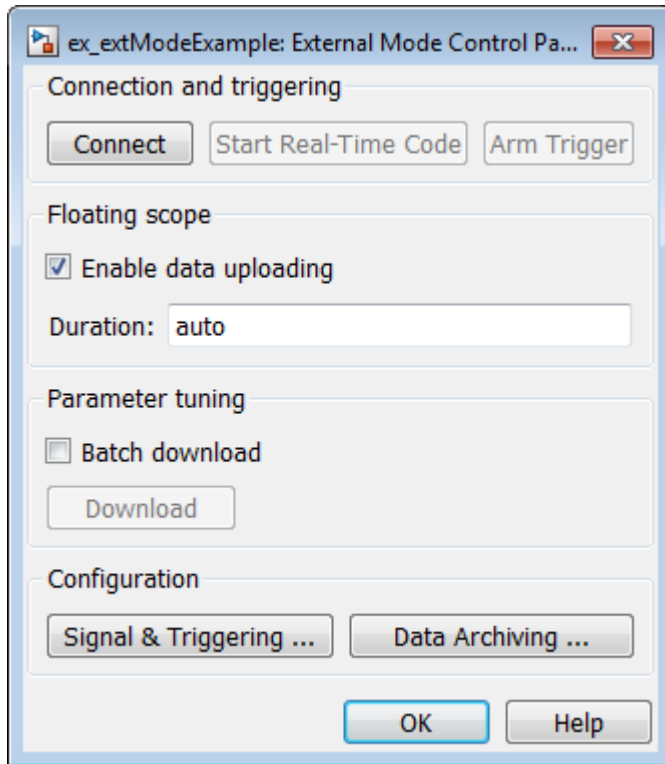 ex_extModeExample: External Mode Control Pa...
Connection and triggering
Connect Start Real-Time Code Arm Trigger
Floating scope
Enable data uploading
Duration: auto
Parameter tuning
Batch download
Download
Configuration
Signal & Triggering ... Data Archiving ...
OK Help